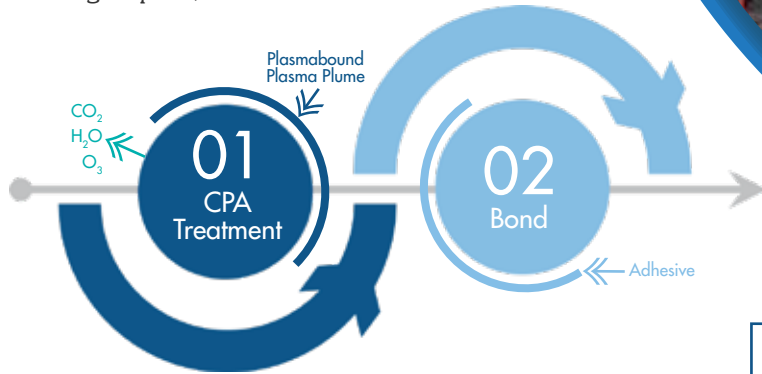 Plasmabound
Plasma Plume
CO₂
H₂O
O₃
01
CPA
Treatment
02
Bond
Adhesive